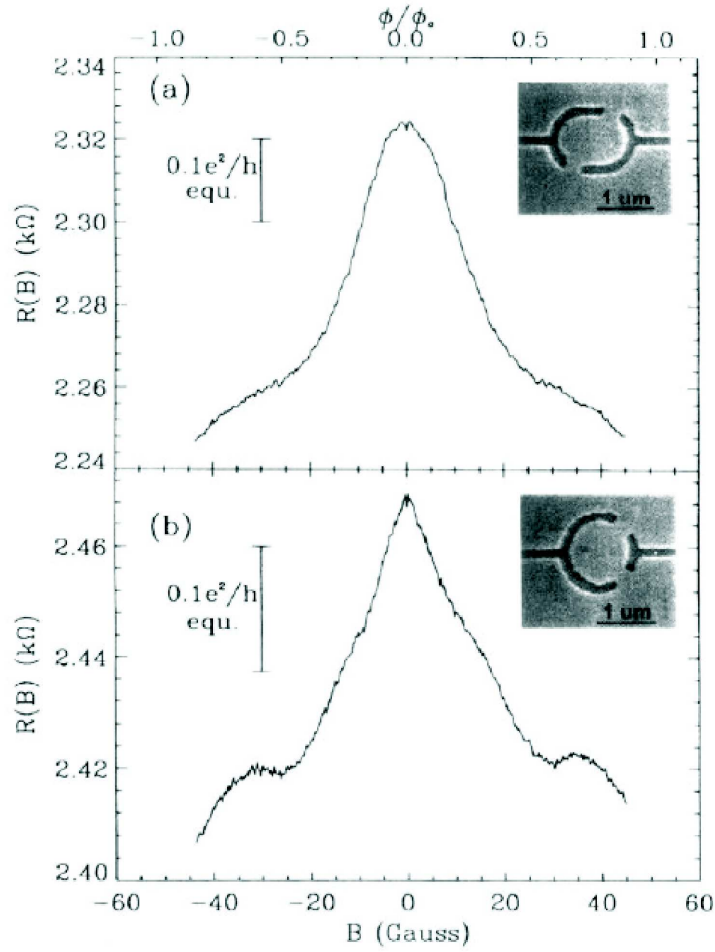 ϕ/ϕ₀
−1.0 −0.5 0.0 0.5 1.0
2.34
(a)
2.32
0.1e²/h
equ.
1 um
2.30
R(B) (kΩ)
2.28
2.26
2.24
(b)
2.46
0.1e²/h
equ.
1 um
2.44
R(B) (kΩ)
2.42
2.40
−60 −40 −20 0 20 40 60
B (Gauss)